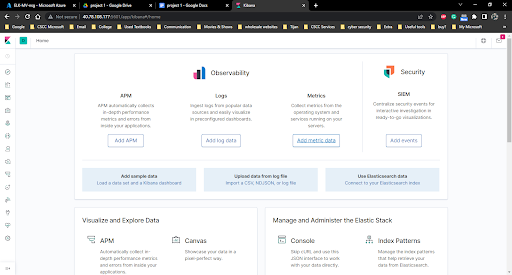 ELK-MV-eng - Microsoft Azure
project 1 - Google Drive
project 1 - Google Docs
Kibana
Not secure
40.78.108.177:5601/app/kibana#/home
Google
CSCC Microsoft
Email
College
Textbooks
Communication
Movies & Shows
wholesale websites
Tijan
Services
cyber security
Extra
Useful tools
buy!
My Microsoft
Home
Observability
APM
APM automatically collects
in-depth performance
metrics and errors from
inside your applications.
Add APM
Logs
Ingest logs from popular data
sources and easily visualize
in preconfigured dashboards.
Add log data
Metrics
Collect metrics from the
operating system and
services running on your
servers.
Add metric data
Security
SIEM
Centralize security events for
interactive investigation in
ready-to-go visualizations.
Add events
Add sample data
Load a data set and a Kibana dashboard
Upload data from log file
Import a CSV, NDJSON, or log file
Use Elasticsearch data
Connect to your Elasticsearch index
Visualize and Explore Data
APM
Automatically collect in-
depth performance
metrics and errors from
inside your applications.
Canvas
Showcase your data in a
pixel-perfect way.
Manage and Administer the Elastic Stack
Console
Skip cURL and use this
JSON interface to work
with your data directly.
Index Patterns
Manage the index
patterns that help retrieve
your data from
Elasticsearch.